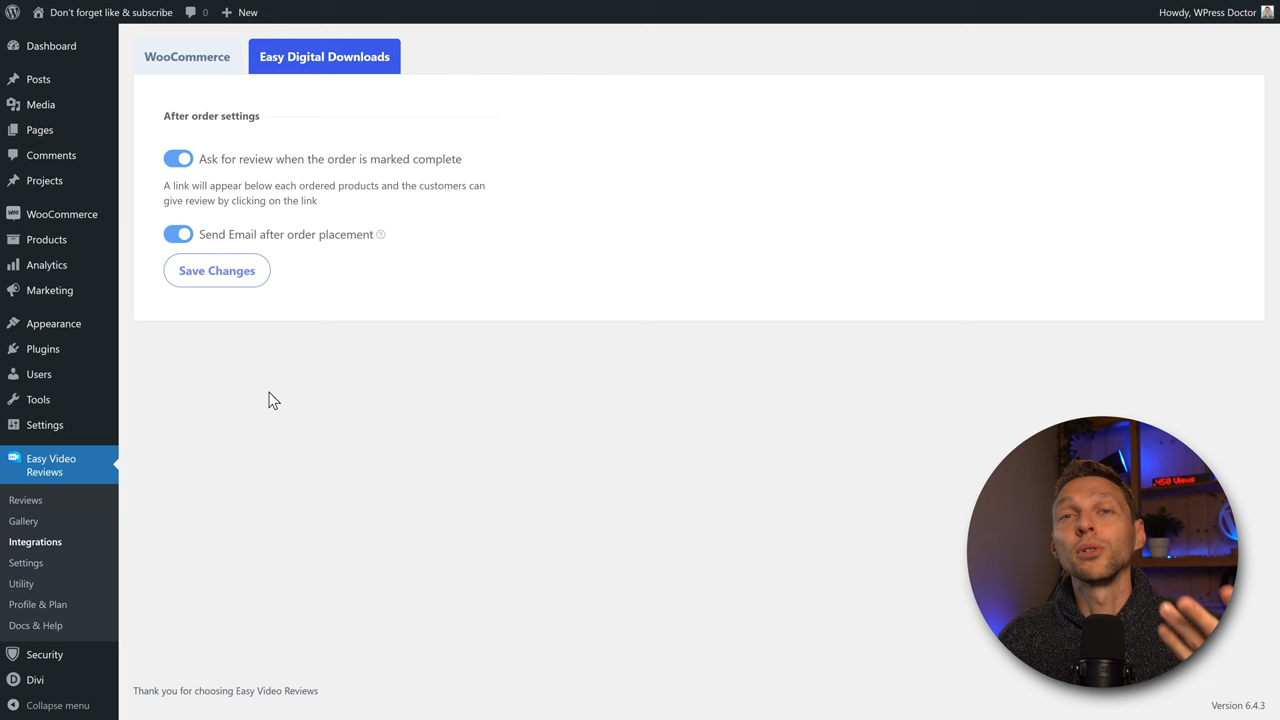 Don't forget like & subscribe
0
New
Howdy, WPress Doctor
Dashboard
Posts
Media
Pages
Comments
Projects
WooCommerce
Products
Analytics
Marketing
Appearance
Plugins
Users
Tools
Settings
Easy Video
Reviews
Reviews
Gallery
Integrations
Settings
Utility
Profile & Plan
Docs & Help
Security
Divi
Collapse menu
WooCommerce
Easy Digital Downloads
After order settings
Ask for review when the order is marked complete
A link will appear below each ordered products and the customers can
give review by clicking on the link
Send Email after order placement
Save Changes
Thank you for choosing Easy Video Reviews
Version 6.4.3